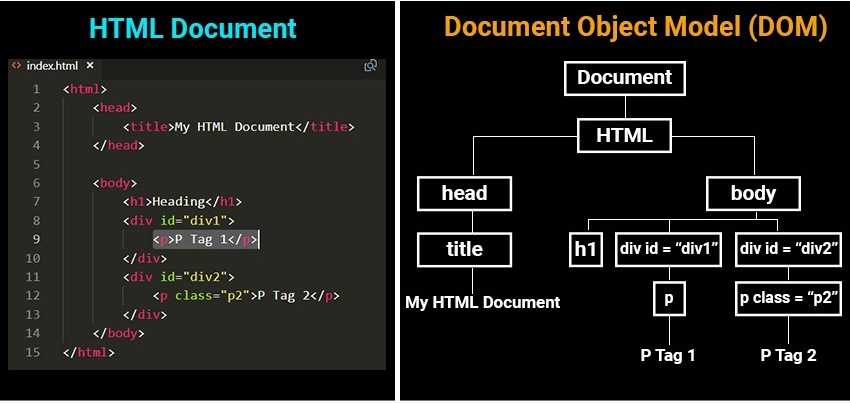 HTML Document
index.html ×
1 <html>
2 <head>
3 <title>My HTML Document</title>
4 </head>
5
6 <body>
7 <h1>Heading</h1>
8 <div id="div1">
9 <p>P Tag 1</p>
10 </div>
11 <div id="div2">
12 <p class="p2">P Tag 2</p>
13 </div>
14 </body>
15 </html>
Document Object Model (DOM)
Document
HTML
head body
title h1 div id = “div1” div id = “div2”
My HTML Document p p class = “p2”
P Tag 1 P Tag 2